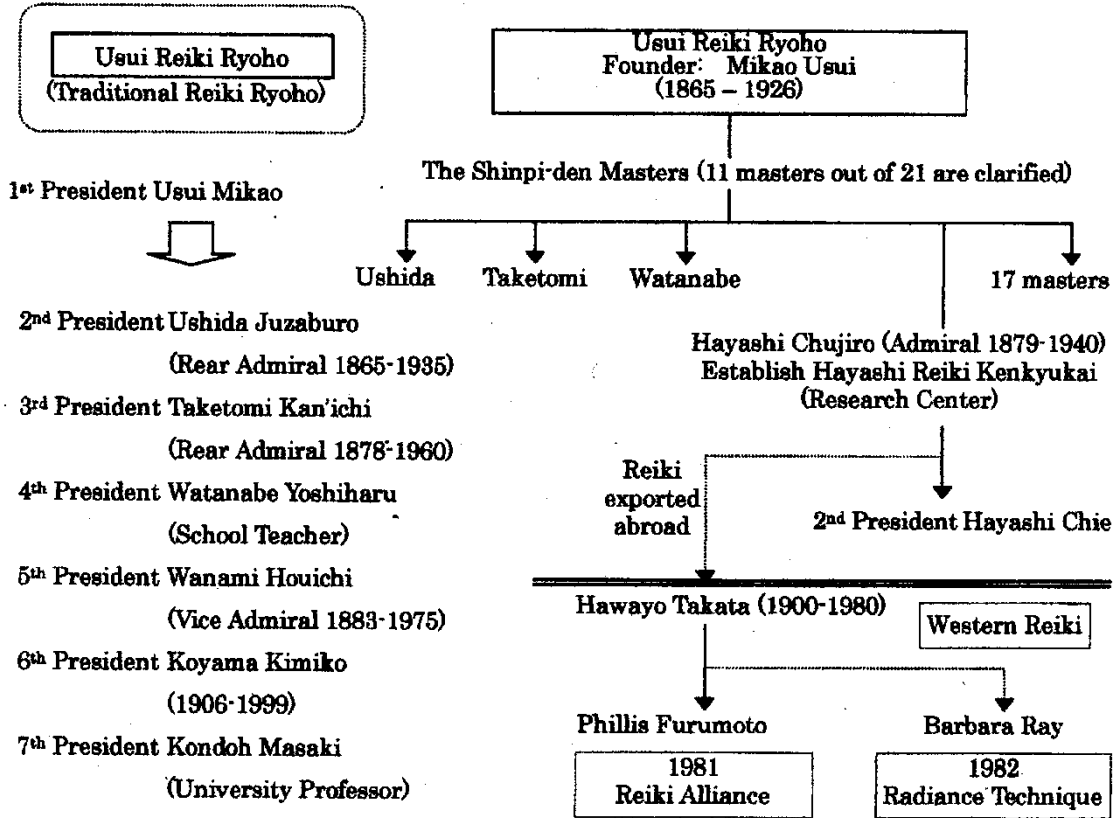 Usui Reiki Ryoho
(Traditional Reiki Ryoho)
1st President Usui Mikao
2nd President Ushida Juzaburo
(Rear Admiral 1865-1935)
3rd President Taketomi Kan'ichi
(Rear Admiral 1878-1960)
4th President Watanabe Yoshiharu
(School Teacher)
5th President Wanami Houichi
(Vice Admiral 1883-1975)
6th President Koyama Kimiko
(1906-1999)
7th President Kondoh Masaki
(University Professor)
Usui Reiki Ryoho
Founder: Mikao Usui
(1865 – 1926)
The Shinpi-den Masters (11 masters out of 21 are clarified)
Ushida
Taketomi
Watanabe
17 masters
Hayashi Chujiro (Admiral 1879-1940)
Establish Hayashi Reiki Kenkyukai
(Research Center)
Reiki
exported
abroad
2nd President Hayashi Chie
Hawayo Takata (1900-1980)
Western Reiki
Phillis Furumoto
1981
Reiki Alliance
Barbara Ray
1982
Radiance Technique